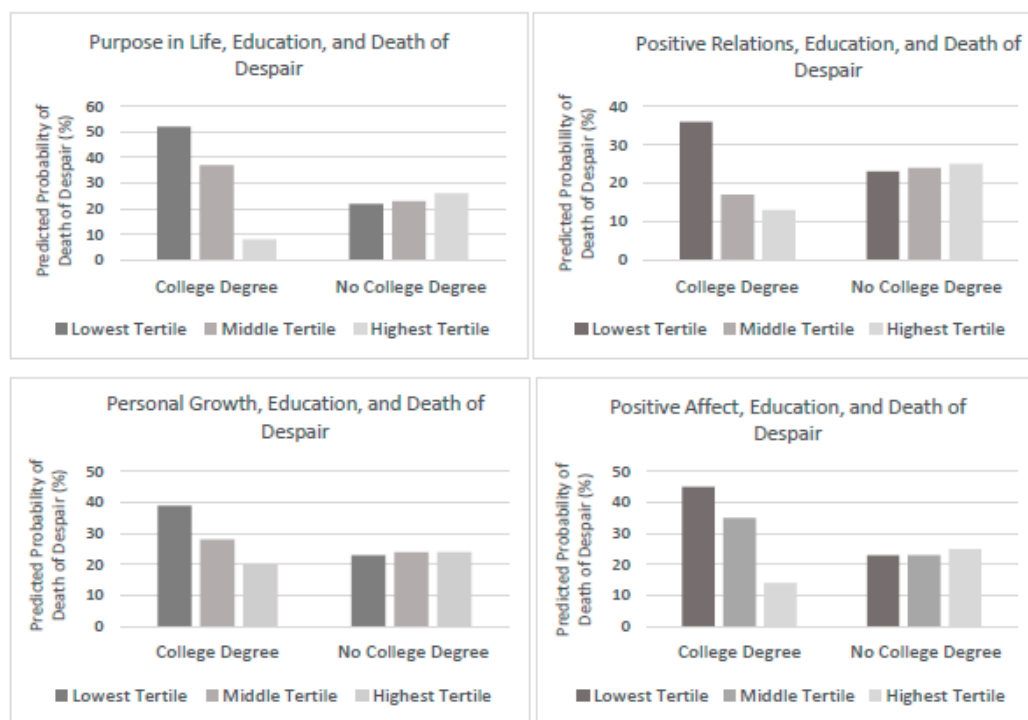 Purpose in Life, Education, and Death of
Despair
Predicted Probability of
Death of Despair (%)
60
50
40
30
20
10
0
College Degree No College Degree
Lowest Tertile Middle Tertile Highest Tertile
Positive Relations, Education, and Death of
Despair
Predicted Probability of
Death of Despair (%)
40
30
20
10
0
College Degree No College Degree
Lowest Tertile Middle Tertile Highest Tertile
Personal Growth, Education, and Death of
Despair
Predicted Probability of
Death of Despair (%)
50
40
30
20
10
0
College Degree No College Degree
Lowest Tertile Middle Tertile Highest Tertile
Positive Affect, Education, and Death of
Despair
Predicted Probability of
Death of Despair (%)
50
40
30
20
10
0
College Degree No College Degree
Lowest Tertile Middle Tertile Highest Tertile